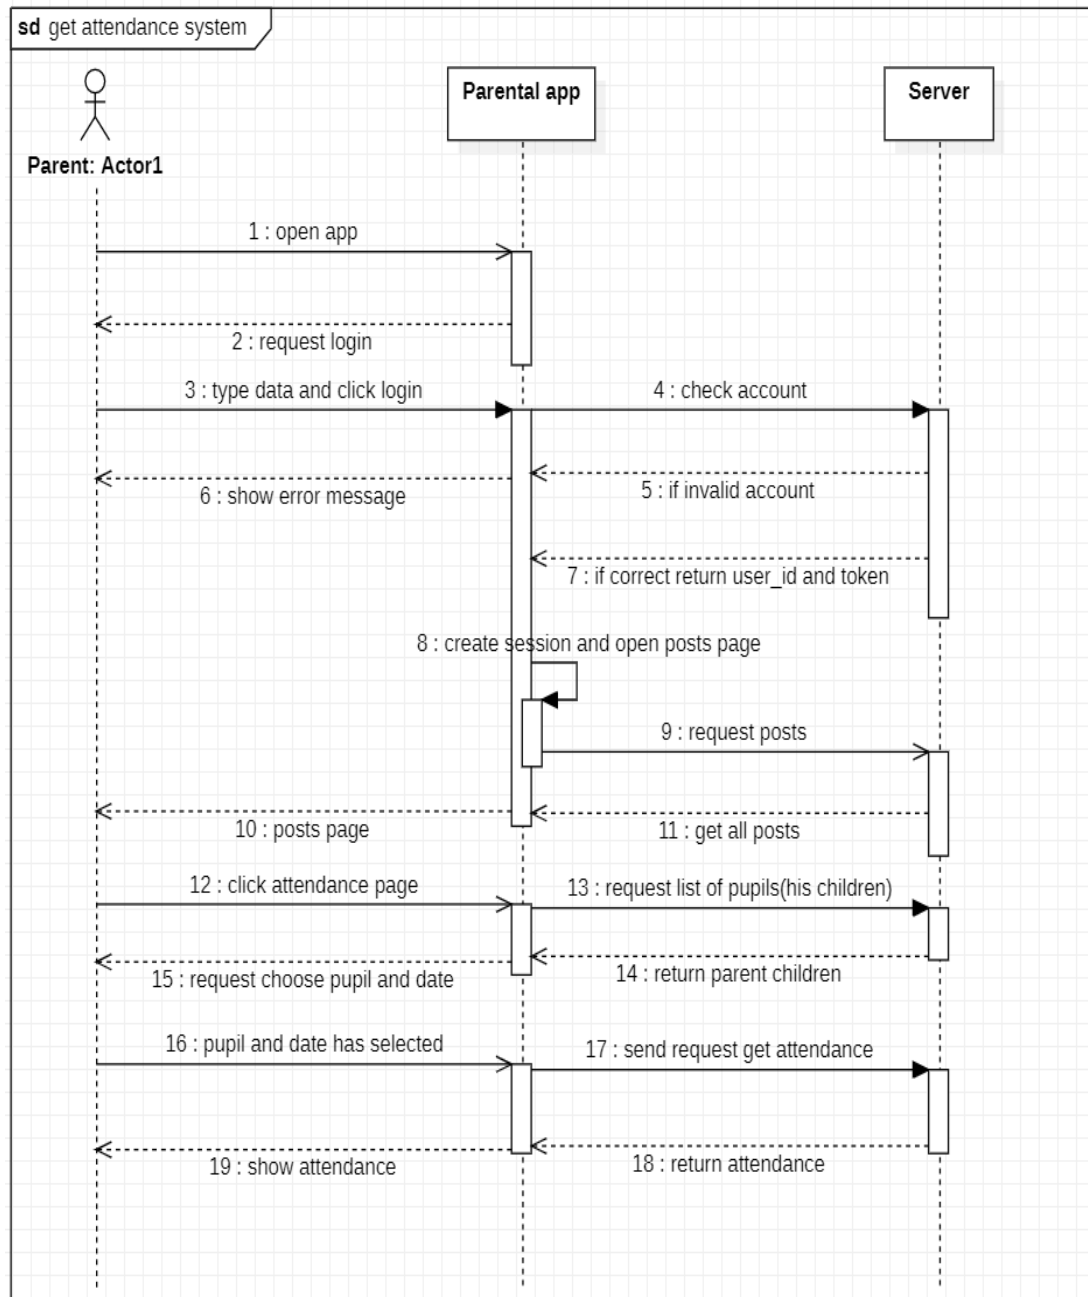 sd get attendance system
Parental app
Server
Parent: Actor1
1 : open app
2 : request login
3 : type data and click login
4 : check account
5 : if invalid account
6 : show error message
7 : if correct return user_id and token
8 : create session and open posts page
9 : request posts
10 : posts page
11 : get all posts
12 : click attendance page
13 : request list of pupils(his children)
14 : return parent children
15 : request choose pupil and date
16 : pupil and date has selected
17 : send request get attendance
18 : return attendance
19 : show attendance